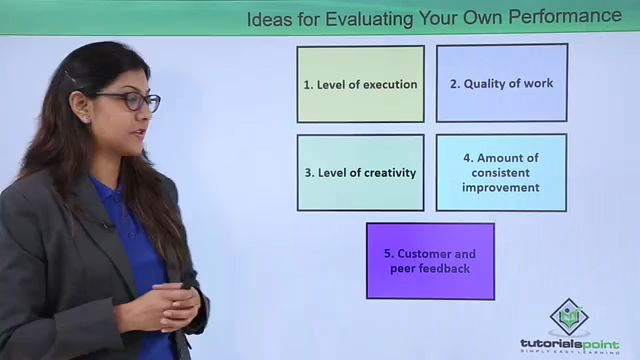 Ideas for Evaluating Your Own Performance
1. Level of execution
2. Quality of work
3. Level of creativity
4. Amount of
consistent
improvement
5. Customer and
peer feedback
tutorialspoint
SIMPLY EASY LEARNING